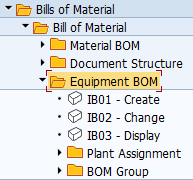 Bills of Material
Bill of Material
Material BOM
Document Structure
Equipment BOM
IB01 - Create
IB02 - Change
IB03 - Display
Plant Assignment
BOM Group